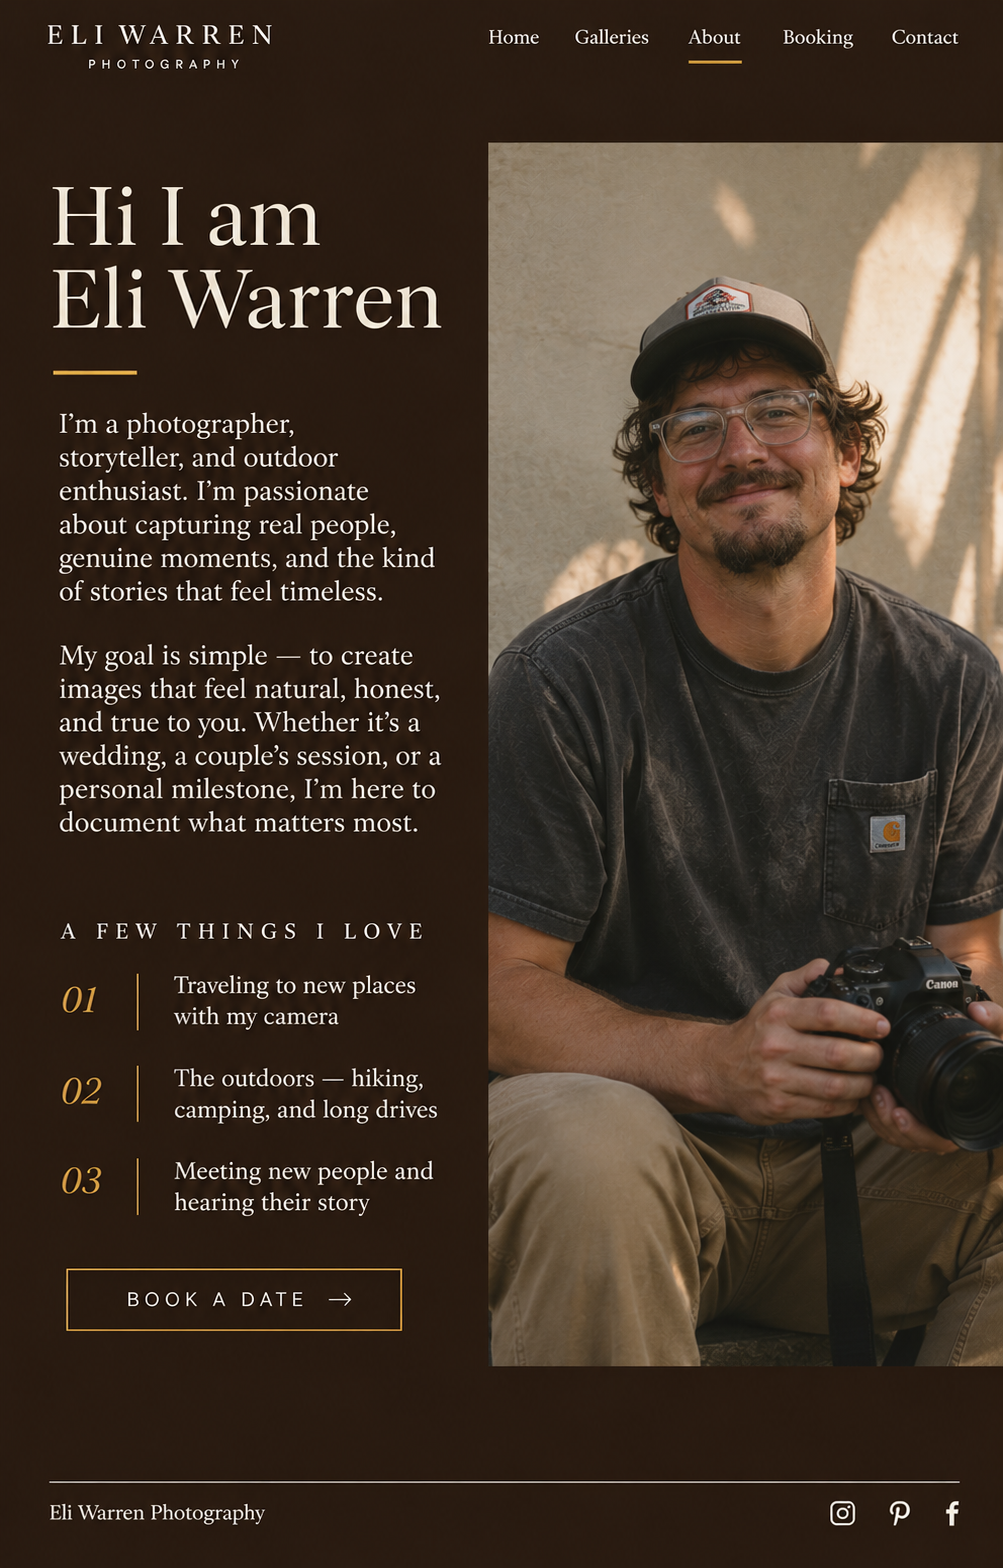 ELI WARREN
PHOTOGRAPHY
Home Galleries About Booking Contact
Hi I am
Eli Warren
I’m a photographer,
storyteller, and outdoor
enthusiast. I’m passionate
about capturing real people,
genuine moments, and the kind
of stories that feel timeless.
My goal is simple — to create
images that feel natural, honest,
and true to you. Whether it’s a
wedding, a couple’s session, or a
personal milestone, I’m here to
document what matters most.
A FEW THINGS I LOVE
01
Traveling to new places
with my camera
02
The outdoors — hiking,
camping, and long drives
03
Meeting new people and
hearing their story
BOOK A DATE →
Canon
Eli Warren Photography